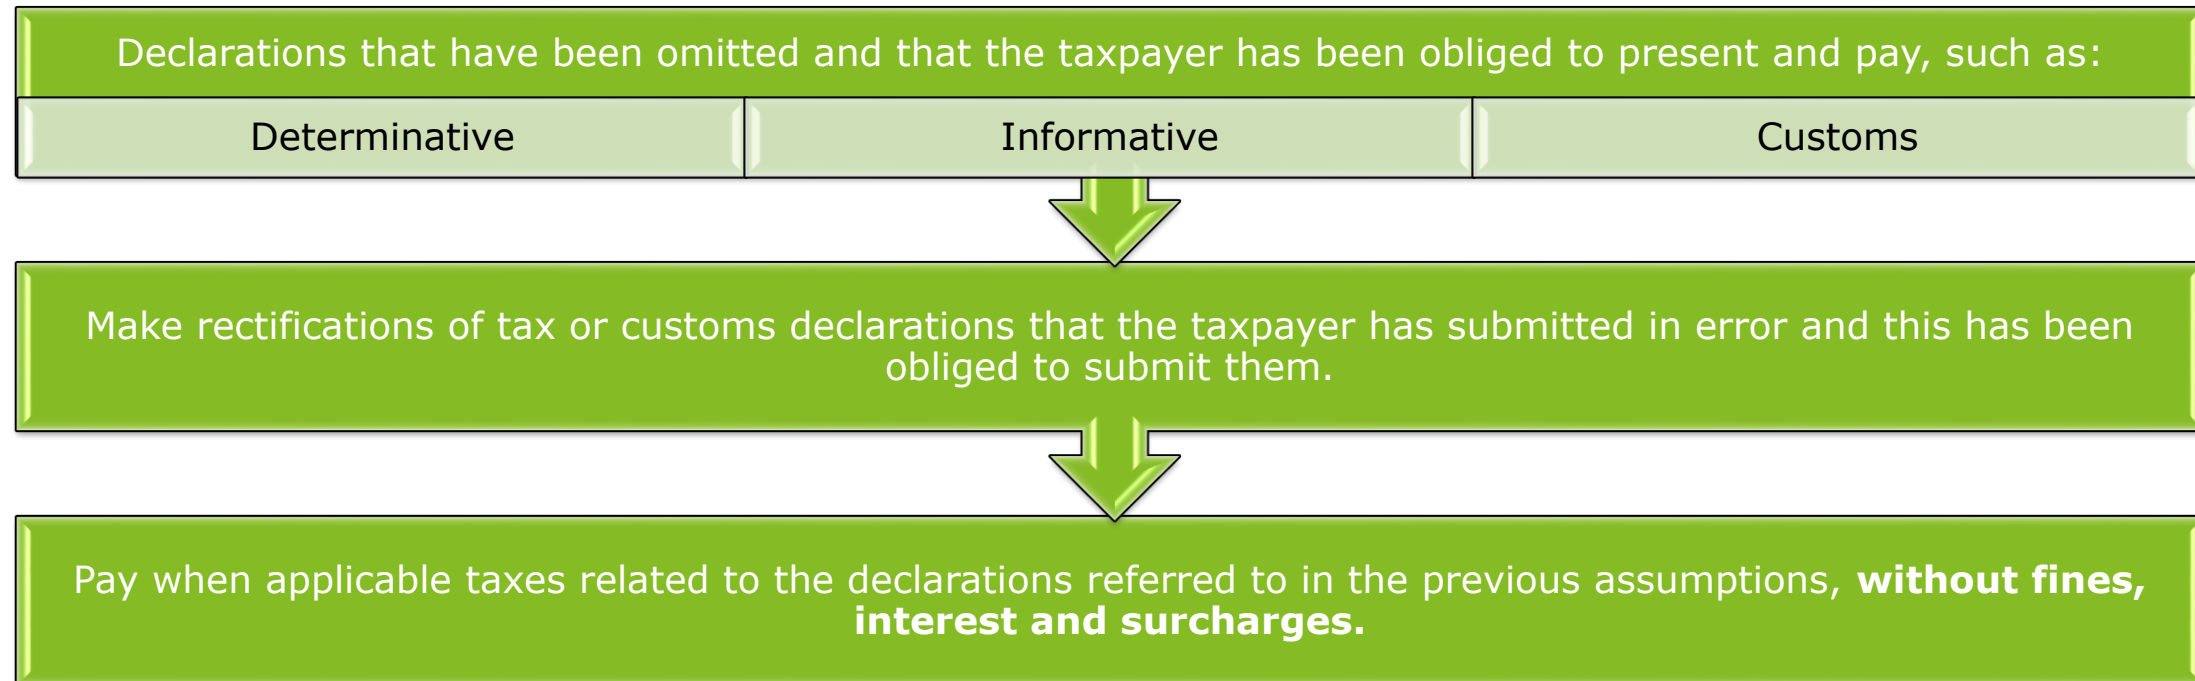 Declarations that have been omitted and that the taxpayer has been obliged to present and pay, such as:
Determinative
Informative
Customs
Make rectifications of tax or customs declarations that the taxpayer has submitted in error and this has been
obliged to submit them.
Pay when applicable taxes related to the declarations referred to in the previous assumptions, without fines,
interest and surcharges.